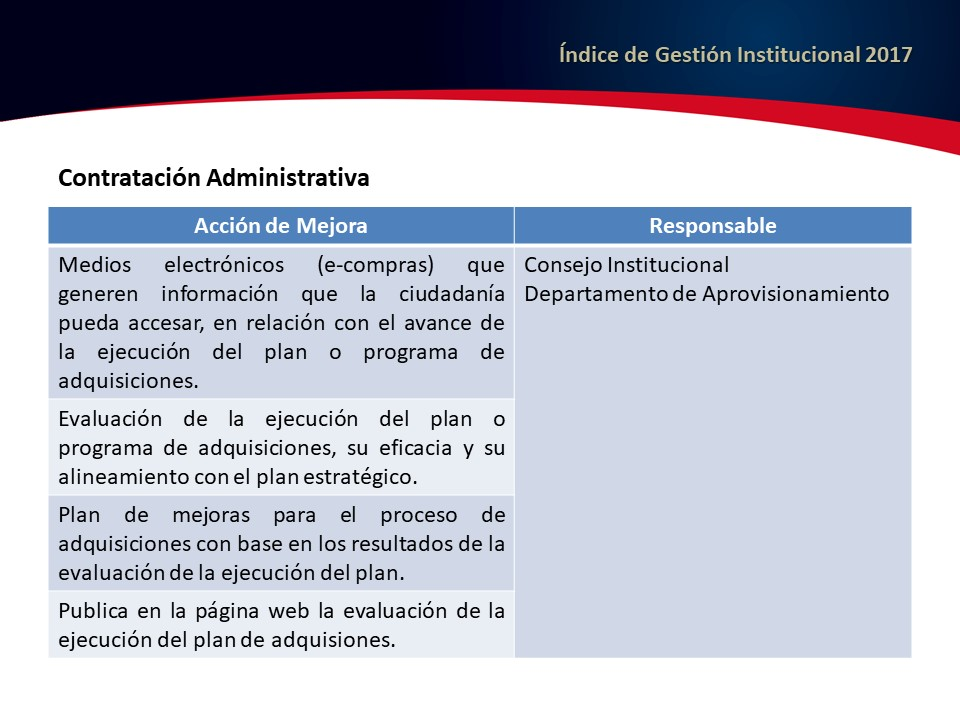 Índice de Gestión Institucional 2017
Contratación Administrativa
Acción de Mejora
Responsable
Medios electrónicos (e-compras) que
generen información que la ciudadanía
pueda accesar, en relación con el avance de
la ejecución del plan o programa de
adquisiciones.
Consejo Institucional
Departamento de Aprovisionamiento
Evaluación de la ejecución del plan o
programa de adquisiciones, su eficacia y su
alineamiento con el plan estratégico.
Plan de mejoras para el proceso de
adquisiciones con base en los resultados de la
evaluación de la ejecución del plan.
Publica en la página web la evaluación de la
ejecución del plan de adquisiones.